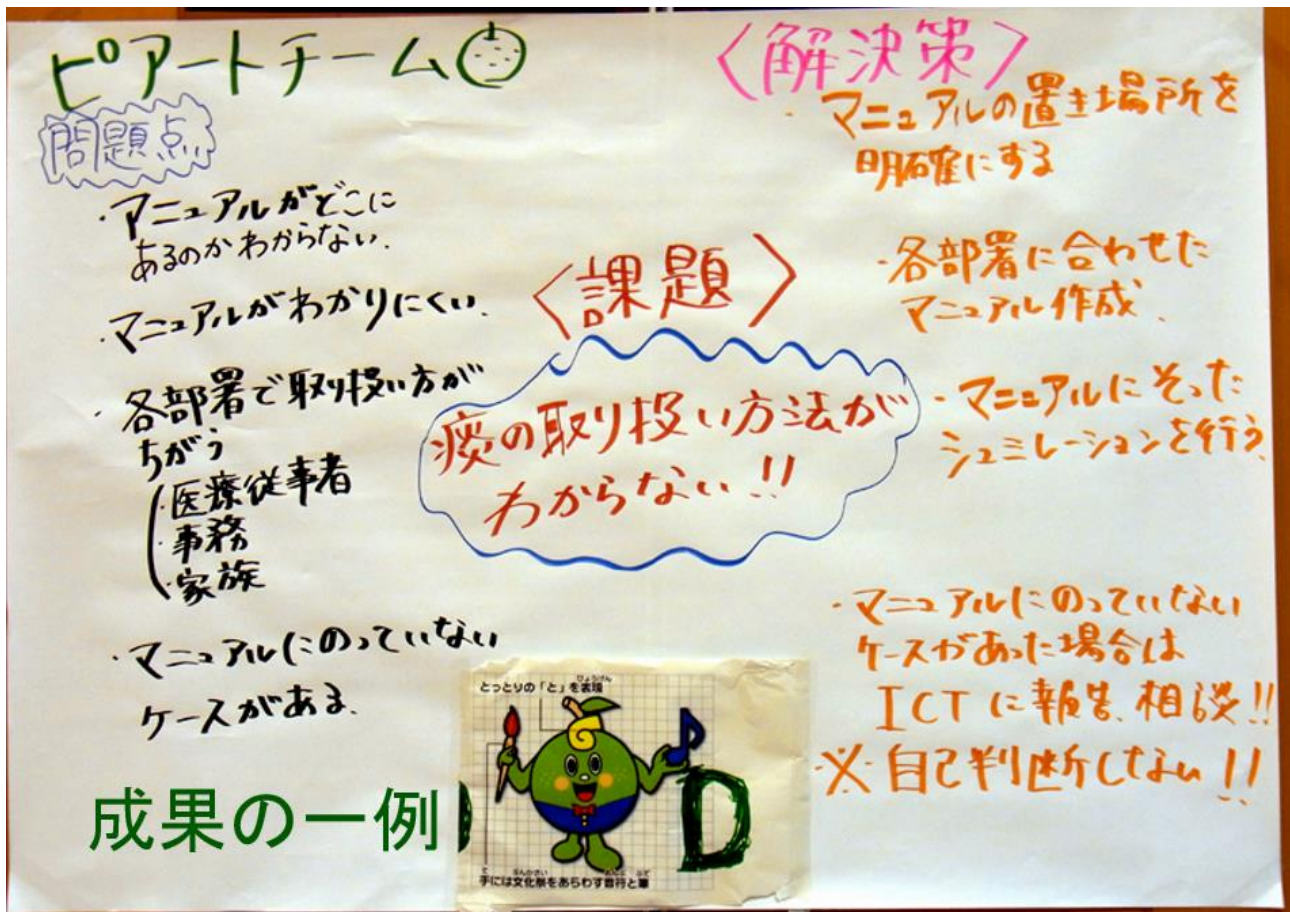 ピアートチーム
問題点
・マニュアルがどこに
あるのかわからない.
・マニュアルがわかりにくい.
・各部署で取り扱い方が
ちがう
・医療従事者
・事務
・家族
・マニュアルにのっていない
ケースがある.
〈課題〉
痰の取り扱い方法が
わからない!!
〈解決策〉
・マニュアルの置き場所を
明確にする
・各部署に合わせた
マニュアル作成.
・マニュアルにそった
シュミレーションを行う.
・マニュアルにのっていない
ケースがあった場合は
ICTに報告、相談!!
※自己判断しない!!
とっとりの「と」を表現
ひょうげん
D
手には文化祭をあらわす音符と筆
成果の一例